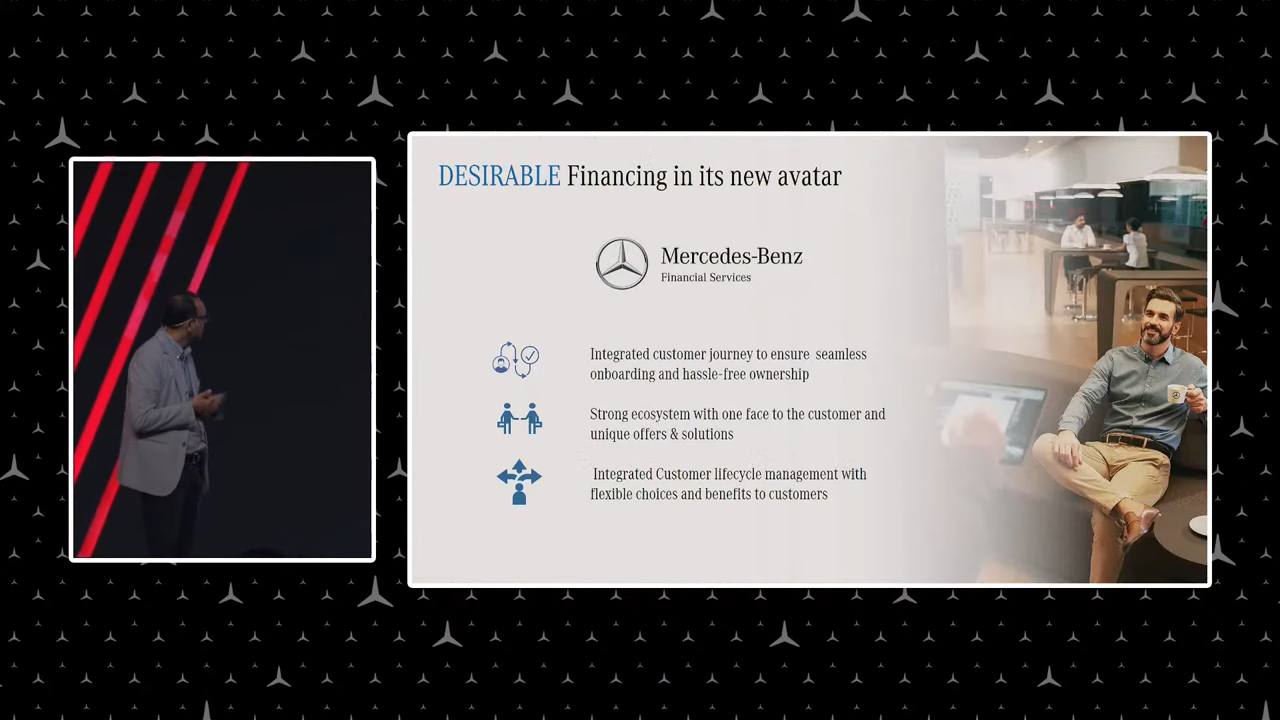 DESIRABLE Financing in its new avatar
Mercedes-Benz
Financial Services
Integrated customer journey to ensure seamless
onboarding and hassle-free ownership
Strong ecosystem with one face to the customer and
unique offers & solutions
Integrated Customer lifecycle management with
flexible choices and benefits to customers